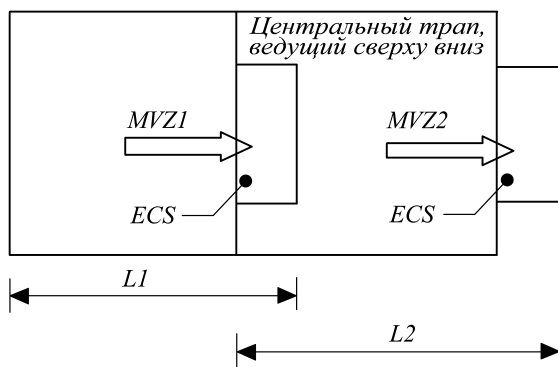 Центральный трап,
ведущий сверху вниз
MVZ1
MVZ2
ECS
ECS
L1
L2